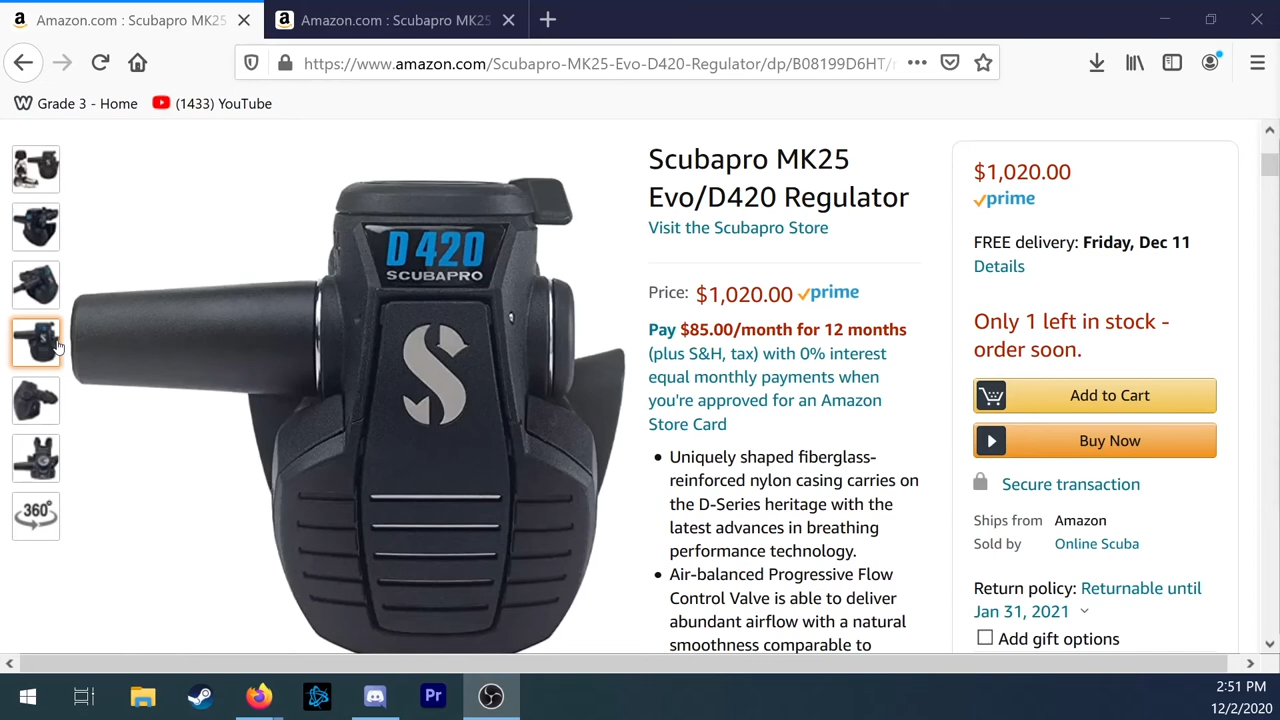 Amazon.com : Scubapro MK25
Amazon.com : Scubapro MK25
https://www.amazon.com/Scubapro-MK25-Evo-D420-Regulator/dp/B08199D6HT/
Grade 3 - Home
(1433) YouTube
360°
D420
SCUBAPRO
S
Scubapro MK25
Evo/D420 Regulator
Visit the Scubapro Store
Price: $1,020.00 prime
Pay $85.00/month for 12 months
(plus S&H, tax) with 0% interest
equal monthly payments when
you're approved for an Amazon
Store Card
• Uniquely shaped fiberglass-
reinforced nylon casing carries on
the D-Series heritage with the
latest advances in breathing
performance technology.
• Air-balanced Progressive Flow
Control Valve is able to deliver
abundant airflow with a natural
smoothness comparable to
$1,020.00
prime
FREE delivery: Friday, Dec 11
Details
Only 1 left in stock -
order soon.
Add to Cart
Buy Now
Secure transaction
Ships from Amazon
Sold by Online Scuba
Return policy: Returnable until
Jan 31, 2021
Add gift options
Pr
2:51 PM
12/2/2020